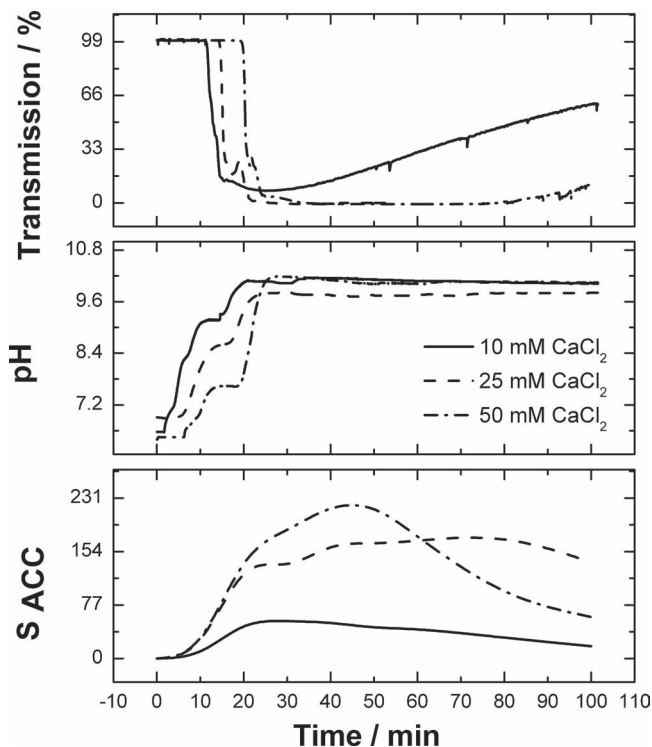 Transmission / %
99
66
33
0
pH
10.8
9.6
8.4
7.2
10 mM CaCl₂
25 mM CaCl₂
50 mM CaCl₂
S ACC
231
154
77
0
-10 0 10 20 30 40 50 60 70 80 90 100 110
Time / min